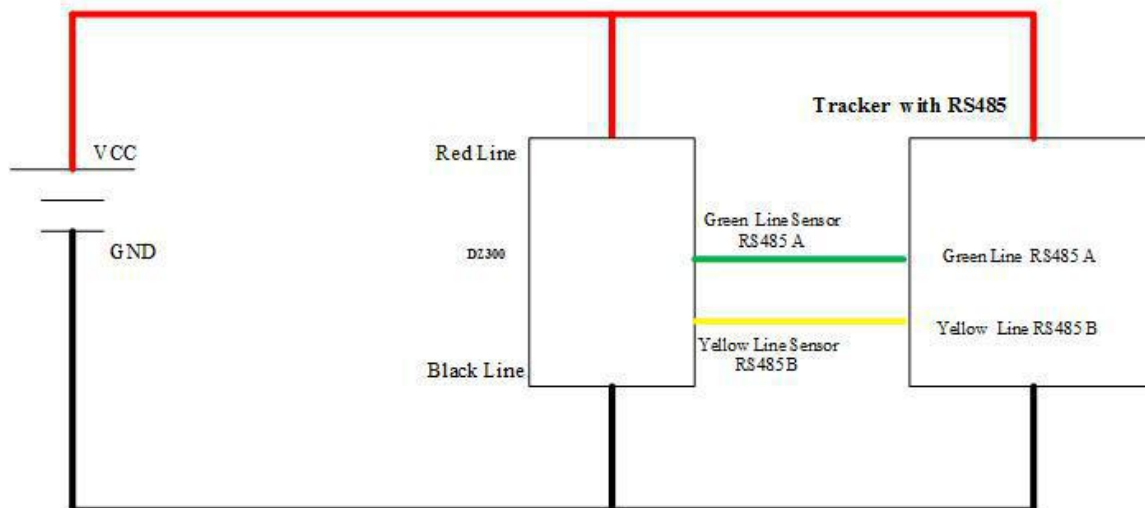 Tracker with RS485
VCC
Red Line
Green Line Sensor
RS485 A
GND
DZ300
Green Line RS485 A
Yellow Line RS485 B
Yellow Line Sensor
RS485B
Black Line